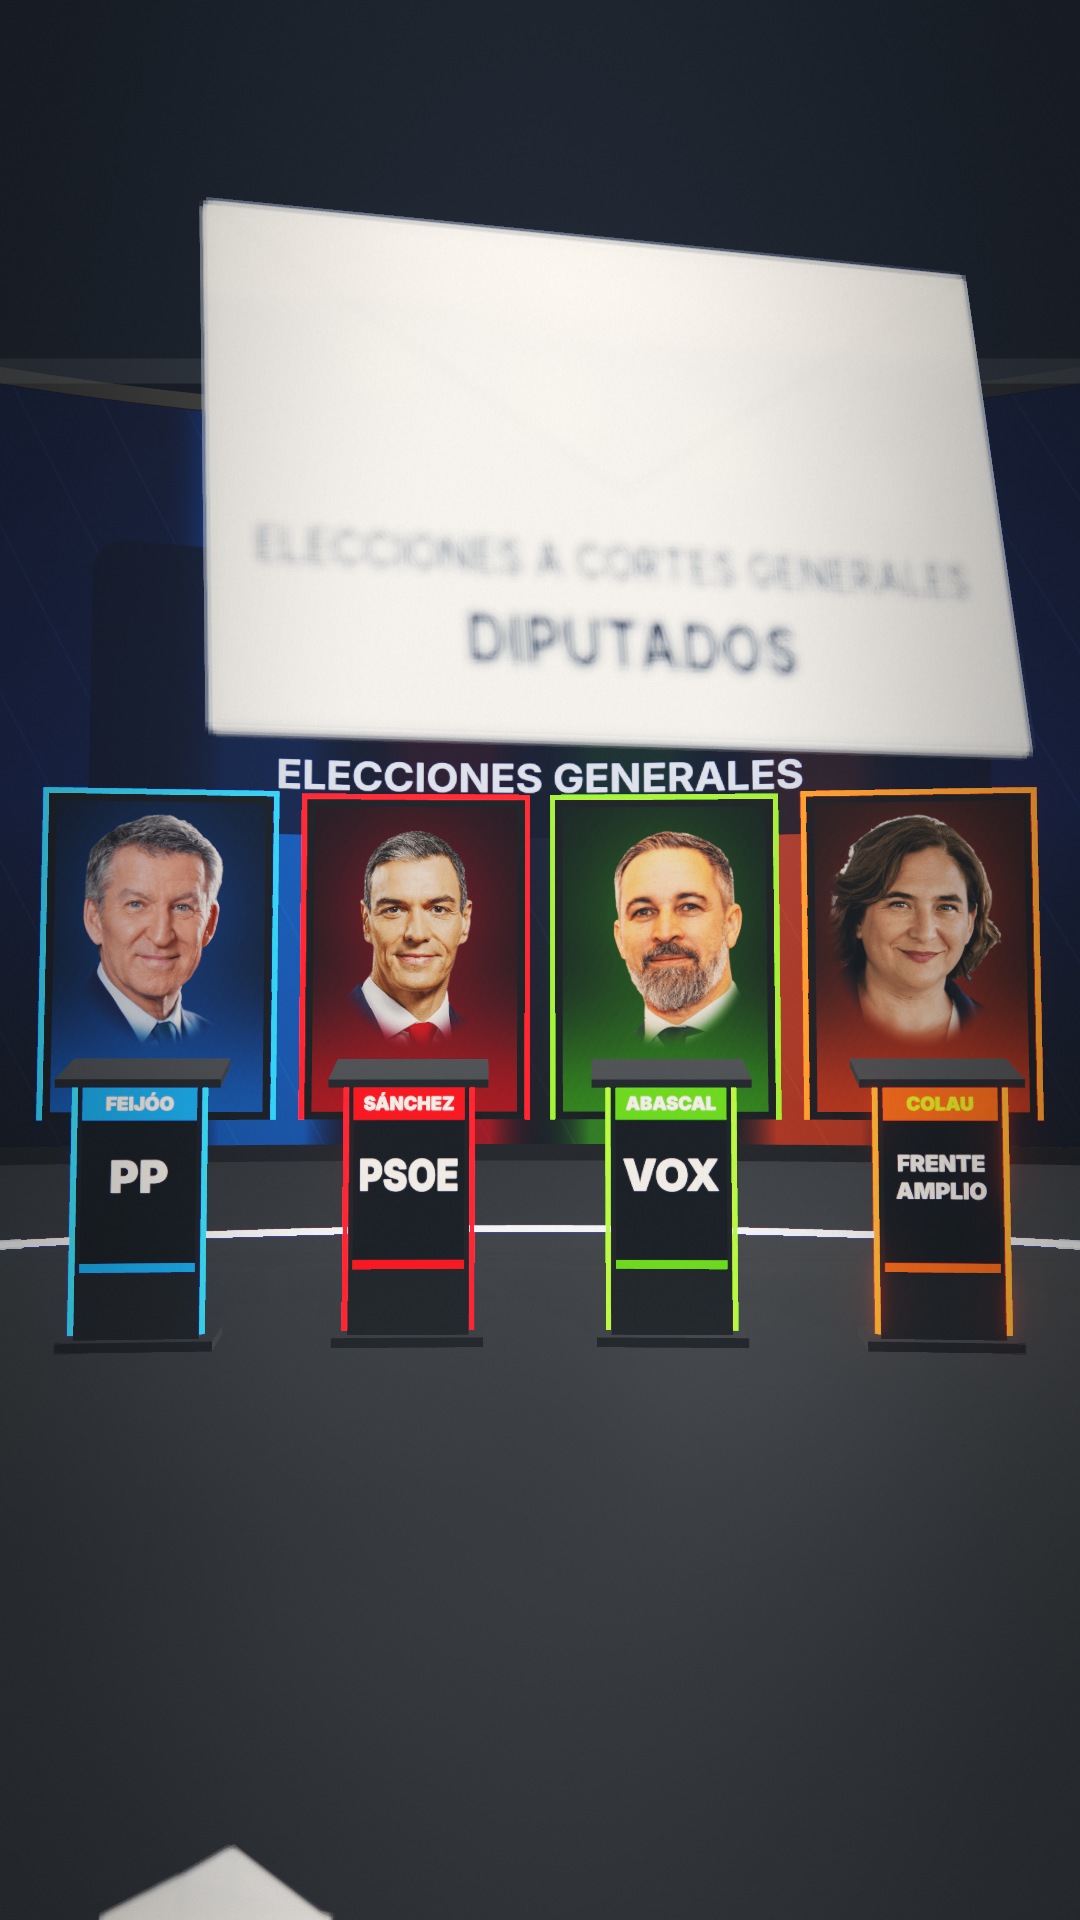 ELECCIONES A CORTES GENERALES
DIPUTADOS
ELECCIONES GENERALES
FEIJÓO
PP
SÁNCHEZ
PSOE
ABASCAL
VOX
COLAU
FRENTE
AMPLIO